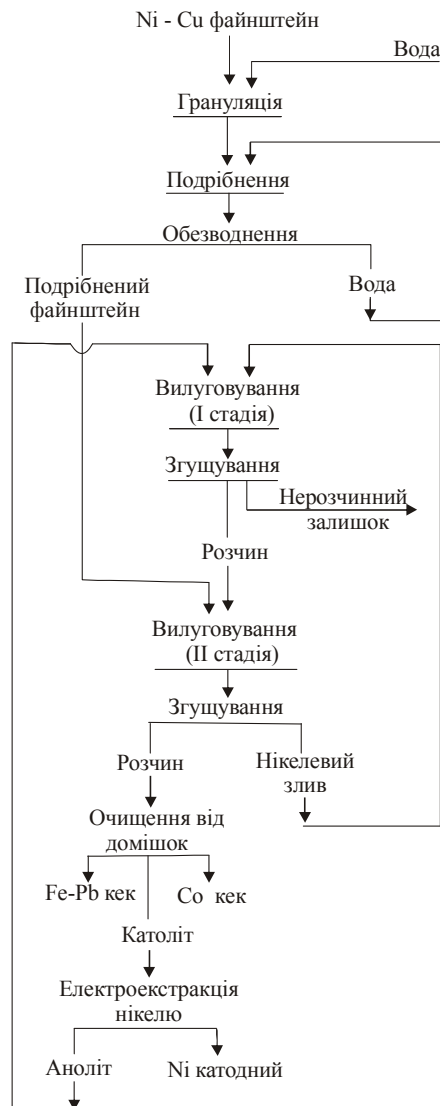 Ni - Cu файнштейн
Вода
Грануляція
Подрібнення
Обезводнення
Подрібнений
файнштейн
Вода
Вилуговування
(I стадія)
Згущування
Нерозчинний
залишок
Розчин
Вилуговування
(II стадія)
Згущування
Розчин
Нікелевий
злив
Очищення від
домішок
Fe-Pb кек
Co кек
Католіт
Електроекстракція
нікелю
Аноліт
Ni катодний